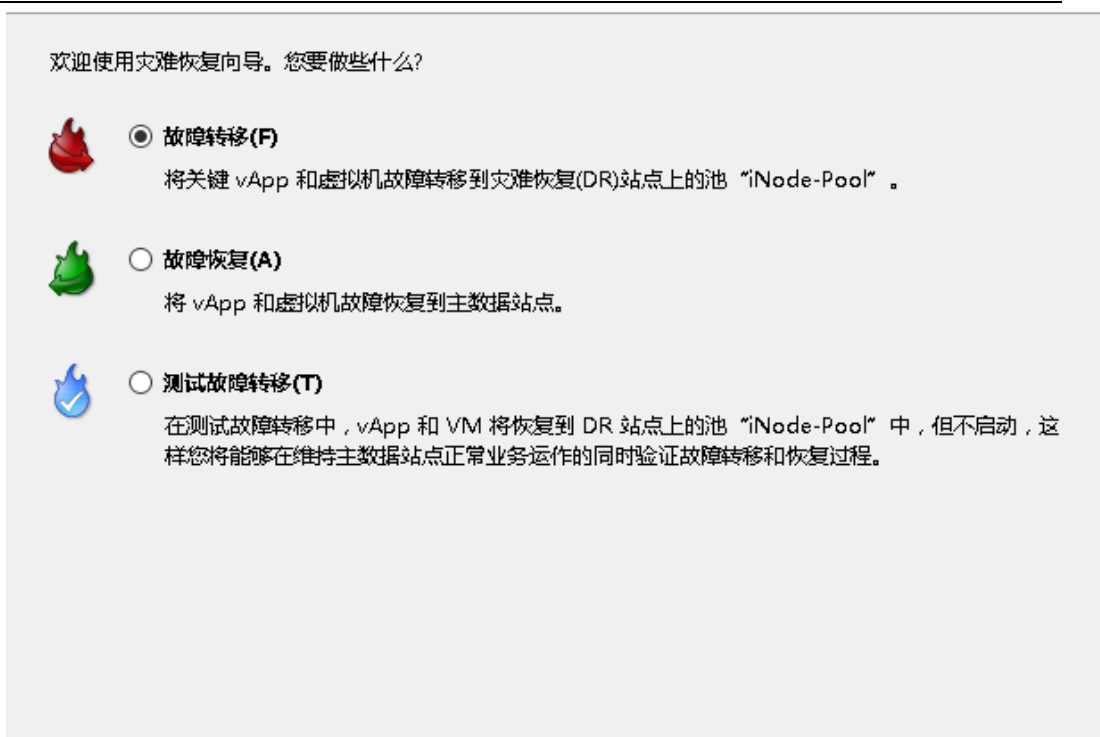 欢迎使用灾难恢复向导。您要做些什么?
故障转移(F)
将关键 vApp 和虚拟机故障转移到灾难恢复(DR)站点上的池 “iNode-Pool” 。
故障恢复(A)
将 vApp 和虚拟机故障恢复到主数据站点。
测试故障转移(T)
在测试故障转移中，vApp 和 VM 将恢复到 DR 站点上的池 “iNode-Pool” 中，但不启动，这
样您将能够在维持主数据站点正常业务运作的同时验证故障转移和恢复过程。